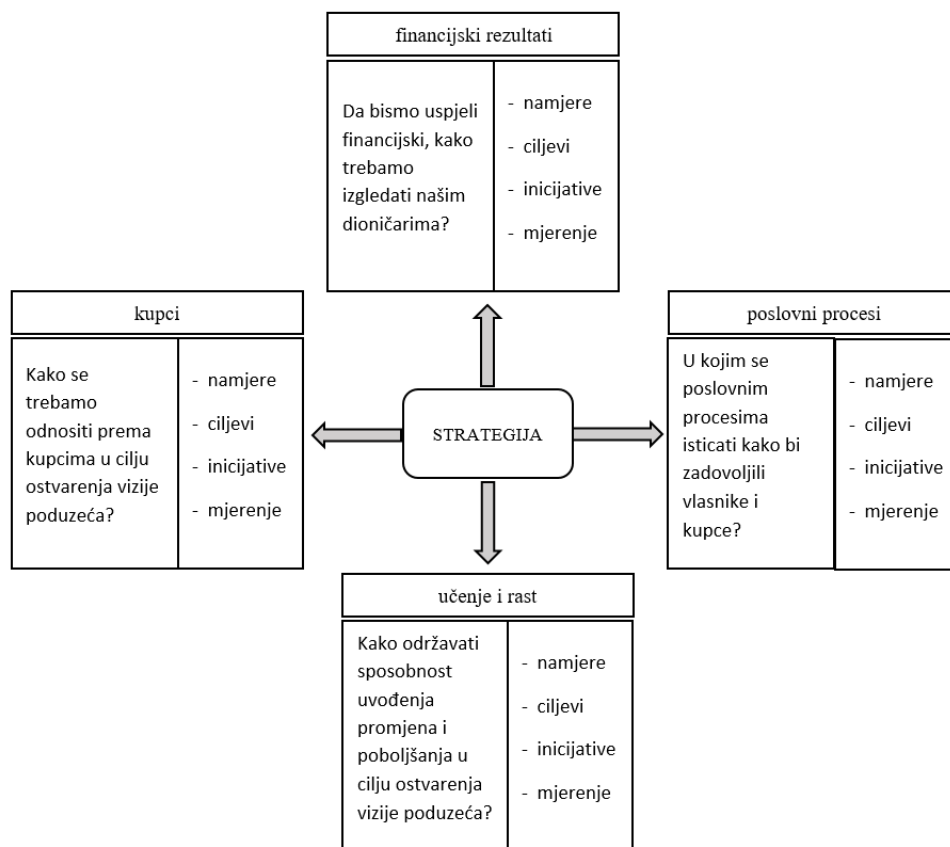 financijski rezultati
Da bismo uspjeli
financijski, kako
trebamo
izgledati našim
dioničarima?
- namjere
- ciljevi
- inicijative
- mjerenje
kupci
Kako se
trebamo
odnositi prema
kupcima u cilju
ostvarenja vizije
poduzeća?
- namjere
- ciljevi
- inicijative
- mjerenje
STRATEGIJA
poslovni procesi
U kojim se
poslovnim
procesima
isticati kako bi
zadovoljili
vlasnike i
kupce?
- namjere
- ciljevi
- inicijative
- mjerenje
učenje i rast
Kako održavati
sposobnost
uvođenja
promjena i
poboljšanja u
cilju ostvarenja
vizije poduzeća?
- namjere
- ciljevi
- inicijative
- mjerenje